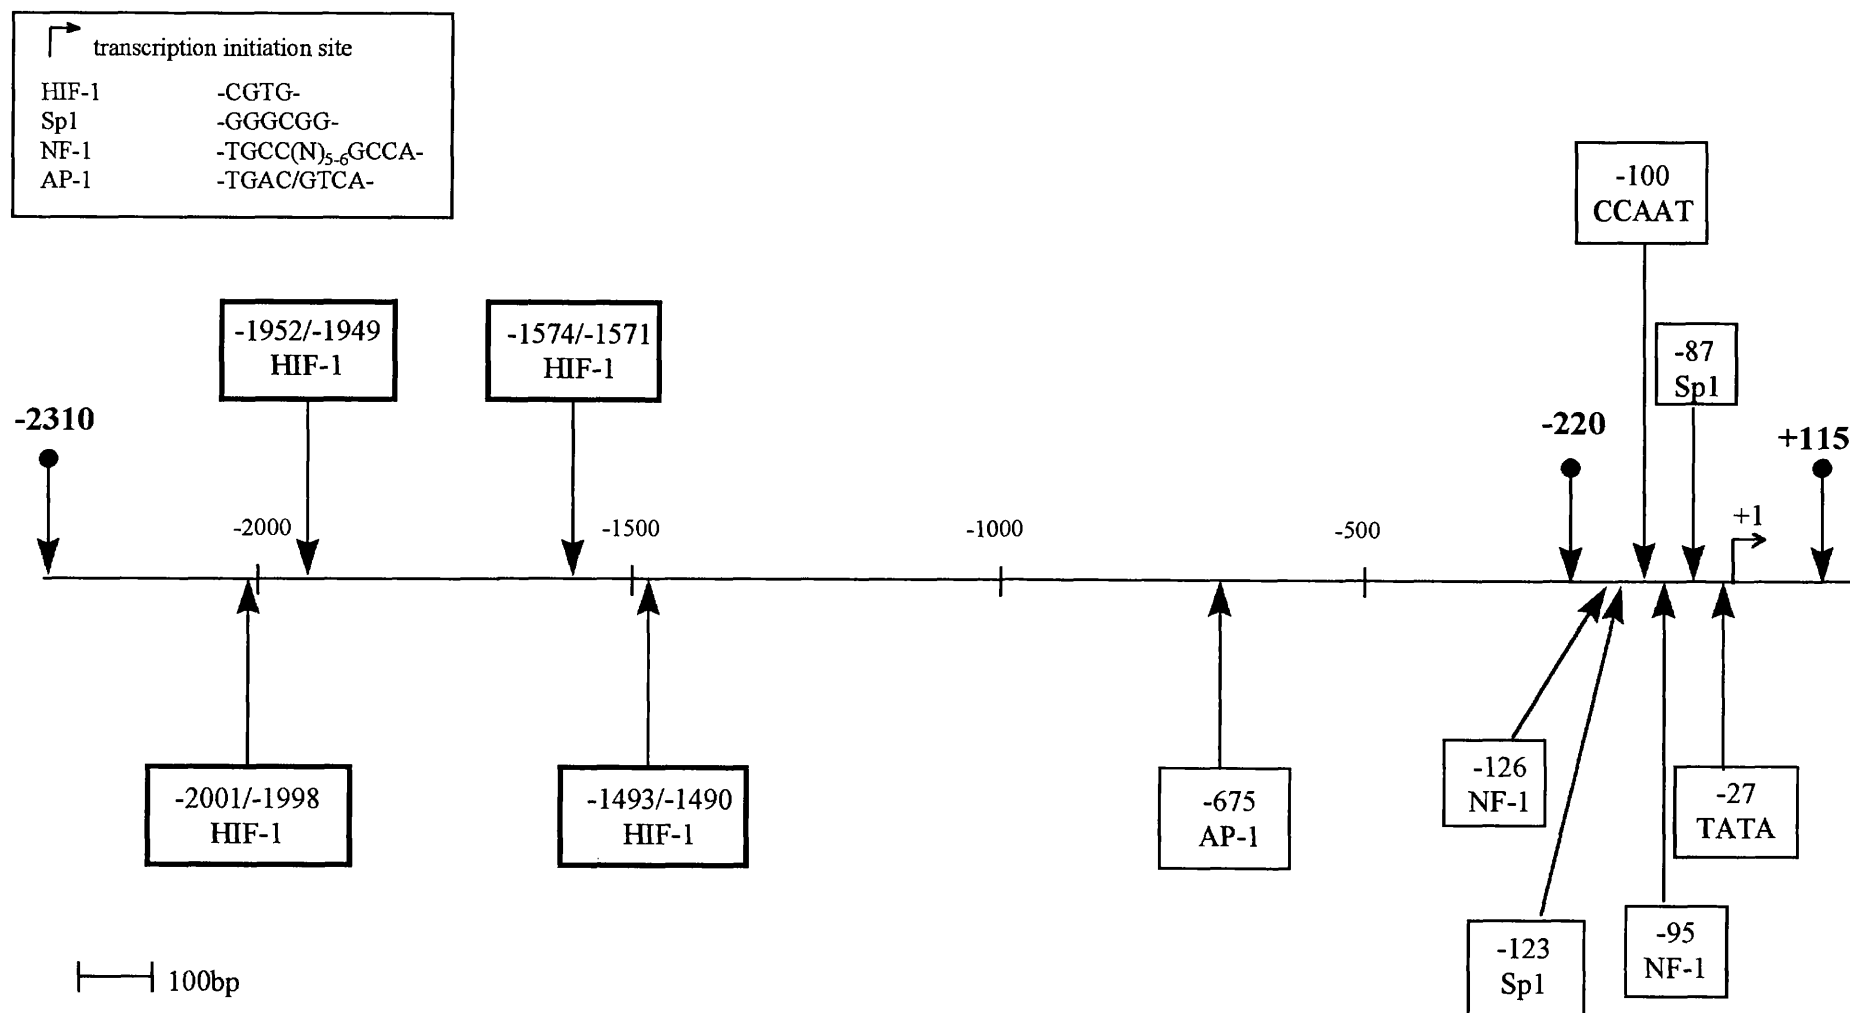 transcription initiation site
HIF-1 -CGTG-
Sp1 -GGGCGG-
NF-1 -TGCC(N)5-6GCCA-
AP-1 -TGAC/GTCA-
-100
CCAAT
-1952/-1949
HIF-1
-1574/-1571
HIF-1
-87
Sp1
-2310
-220
+115
-2000
-1500
-1000
-500
+1
-2001/-1998
HIF-1
-1493/-1490
HIF-1
-675
AP-1
-126
NF-1
-27
TATA
-123
Sp1
-95
NF-1
100bp